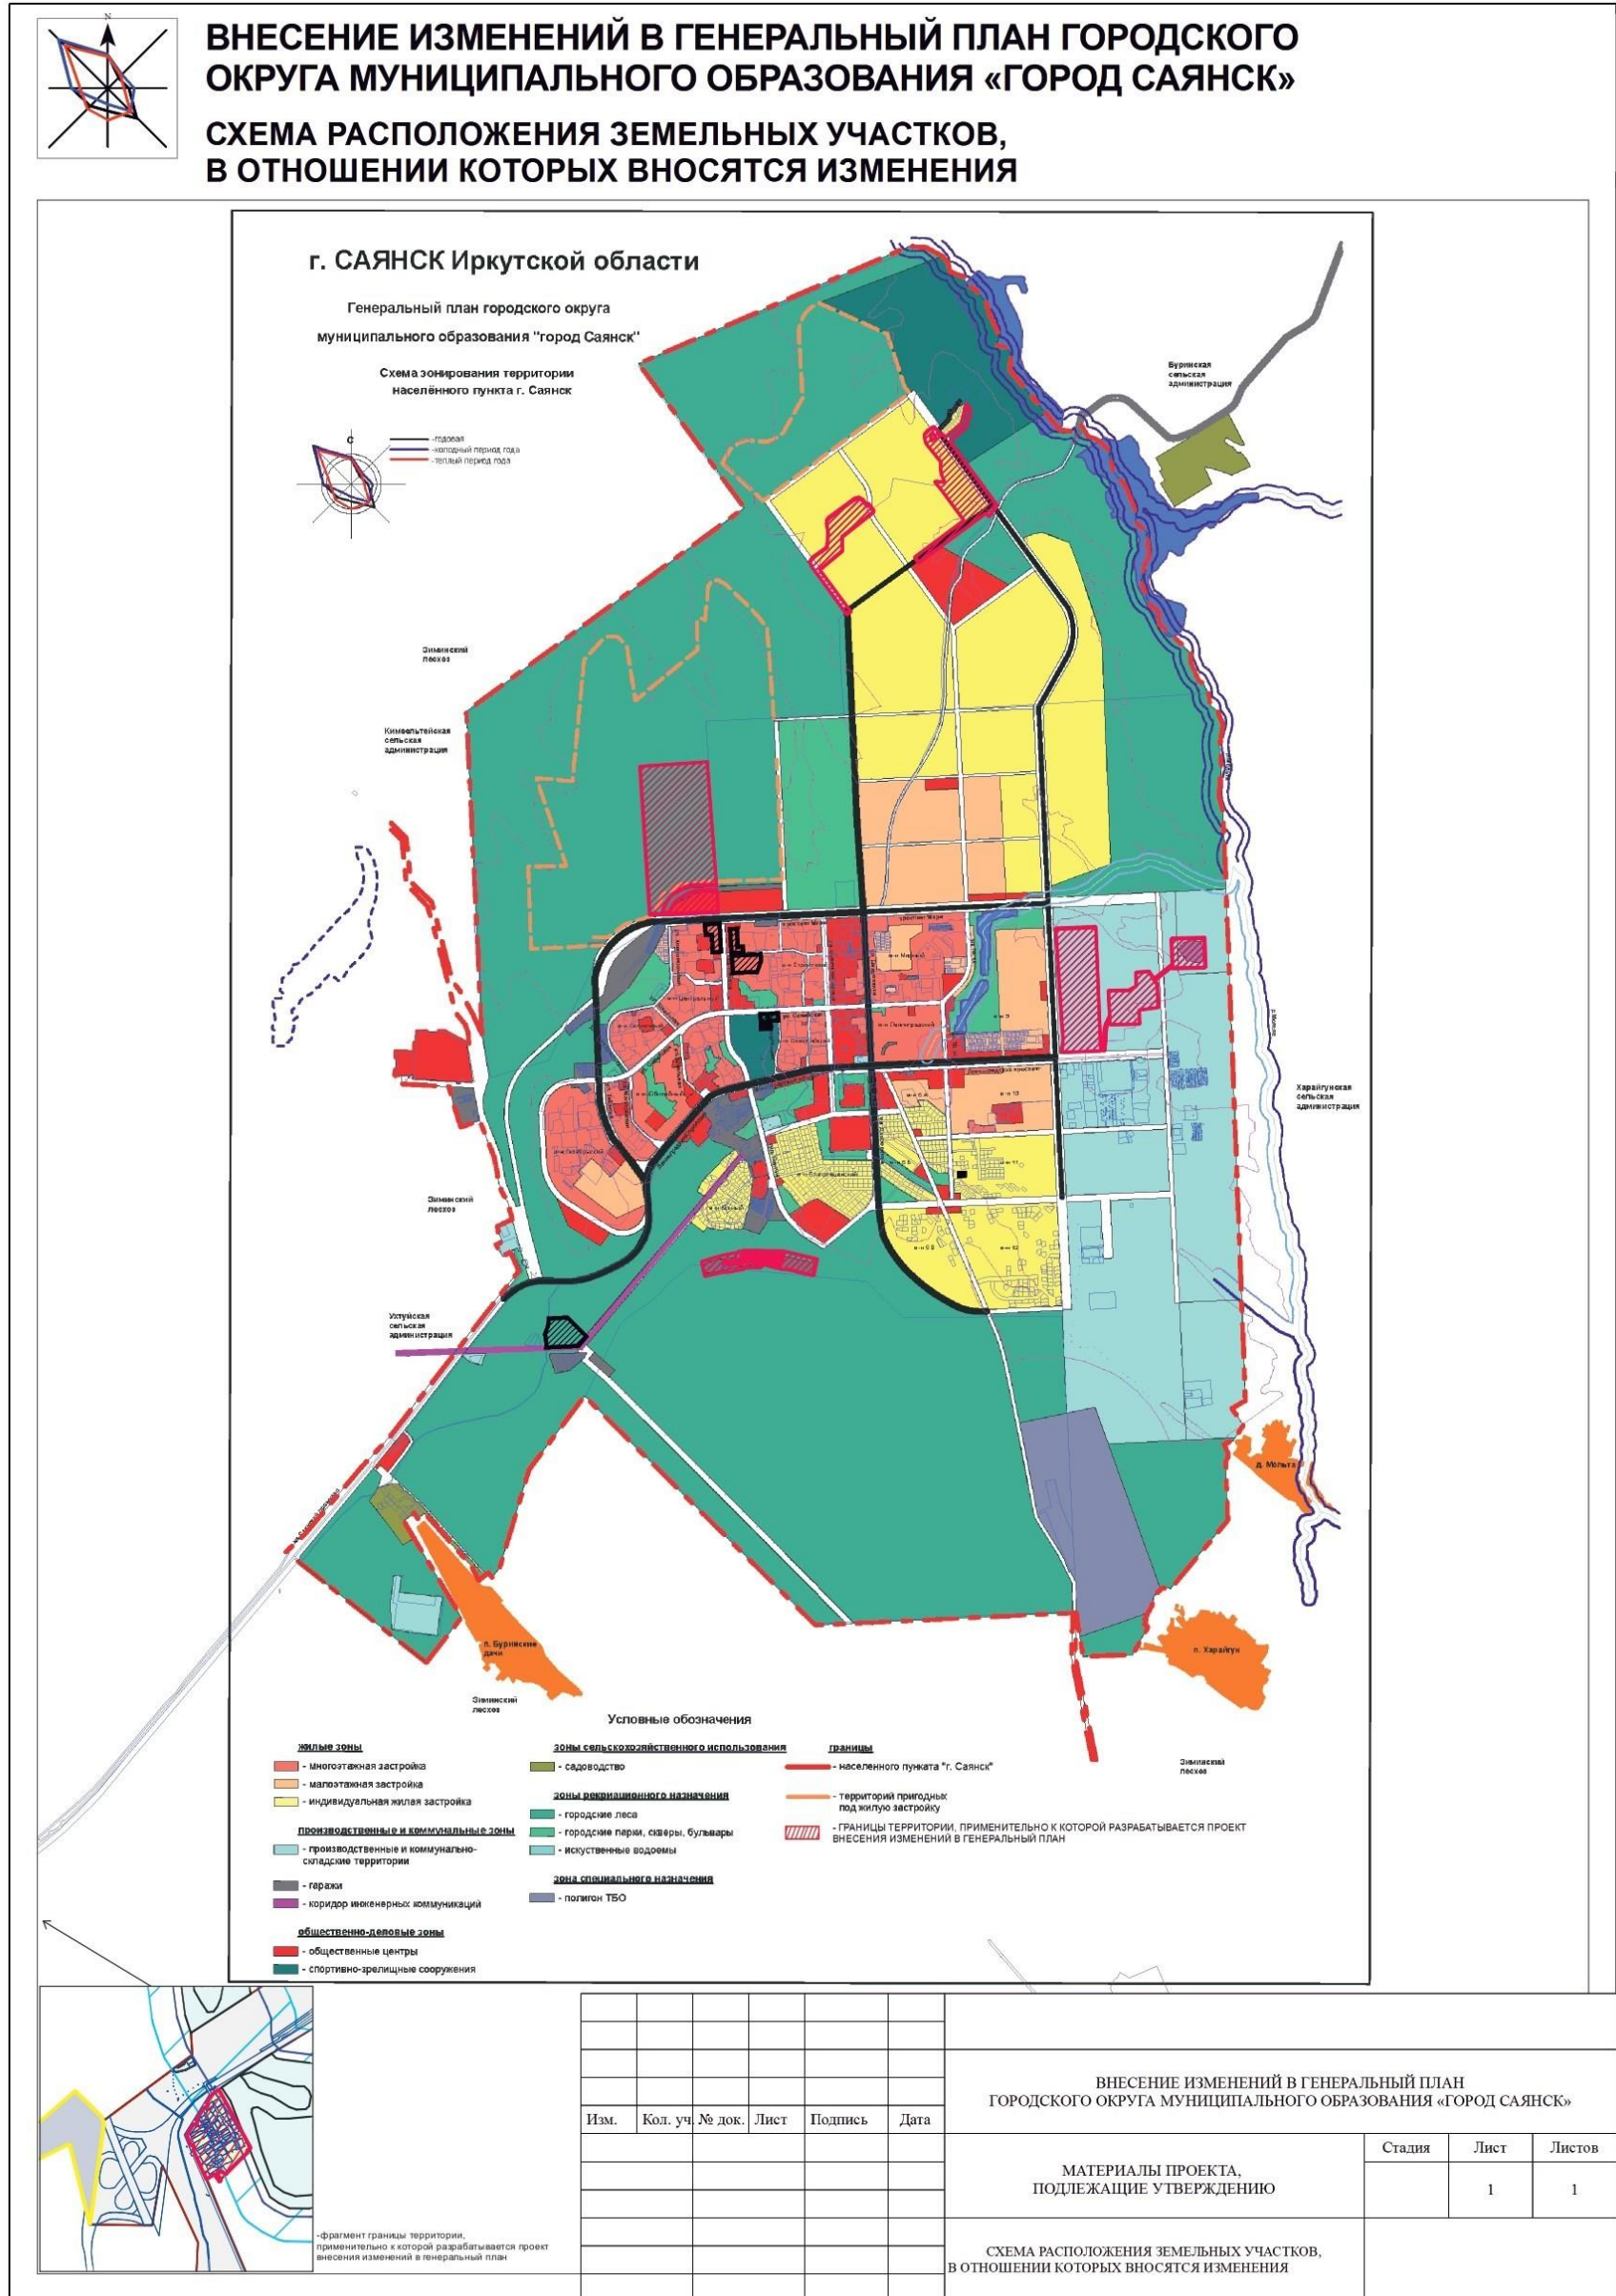 N
ВНЕСЕНИЕ ИЗМЕНЕНИЙ В ГЕНЕРАЛЬНЫЙ ПЛАН ГОРОДСКОГО
ОКРУГА МУНИЦИПАЛЬНОГО ОБРАЗОВАНИЯ «ГОРОД САЯНСК»
СХЕМА РАСПОЛОЖЕНИЯ ЗЕМЕЛЬНЫХ УЧАСТКОВ,
В ОТНОШЕНИИ КОТОРЫХ ВНОСЯТСЯ ИЗМЕНЕНИЯ
г. САЯНСК Иркутской области
Генеральный план городского округа
муниципального образования "город Саянск"
Схема зонирования территории
населённого пункта г. Саянск
С
-годовая
-холодный период года
-теплый период года
Буринская
сельская
администрация
Зиминский
лесхоз
Кимвльтейская
сельская
администрация
Харайгунская
сельская
администрация
Зиминский
лесхоз
Ухтуйская
сельская
администрация
д. Мольта
п. Буринские
дачи
п. Харайгун
Зиминский
лесхоз
Зиминский
лесхоз
Условные обозначения
жилые зоны
- многоэтажная застройка
- малоэтажная застройка
- индивидуальная жилая застройка
производственные и коммунальные зоны
- производственные и коммунально-
складские территории
- гаражи
- коридор инженерных коммуникаций
общественно-деловые зоны
- общественные центры
- спортивно-зрелищные сооружения
зоны сельскохозяйственного использования
- садоводство
зоны рекриационного назначения
- городские леса
- городские парки, скверы, бульвары
- искуственные водоемы
зона специального назначения
- полигон ТБО
границы
- населенного пунката "г. Саянск"
- территорий пригодных
под жилую застройку
- ГРАНИЦЫ ТЕРРИТОРИИ, ПРИМЕНИТЕЛЬНО К КОТОРОЙ РАЗРАБАТЫВАЕТСЯ ПРОЕКТ
ВНЕСЕНИЯ ИЗМЕНЕНИЙ В ГЕНЕРАЛЬНЫЙ ПЛАН
-фрагмент границы территории,
применительно к которой разрабатывается проект
внесения изменений в генеральный план
Изм. Кол. уч. № док. Лист Подпись Дата
ВНЕСЕНИЕ ИЗМЕНЕНИЙ В ГЕНЕРАЛЬНЫЙ ПЛАН
ГОРОДСКОГО ОКРУГА МУНИЦИПАЛЬНОГО ОБРАЗОВАНИЯ «ГОРОД САЯНСК»
МАТЕРИАЛЫ ПРОЕКТА,
ПОДЛЕЖАЩИЕ УТВЕРЖДЕНИЮ
Стадия Лист Листов
1 1
СХЕМА РАСПОЛОЖЕНИЯ ЗЕМЕЛЬНЫХ УЧАСТКОВ,
В ОТНОШЕНИИ КОТОРЫХ ВНОСЯТСЯ ИЗМЕНЕНИЯ